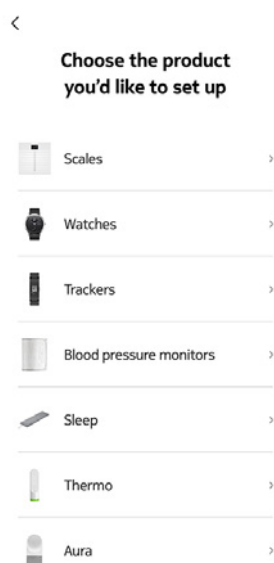 Choose the product
you'd like to set up
Scales
Watches
Trackers
Blood pressure monitors
Sleep
Thermo
Aura